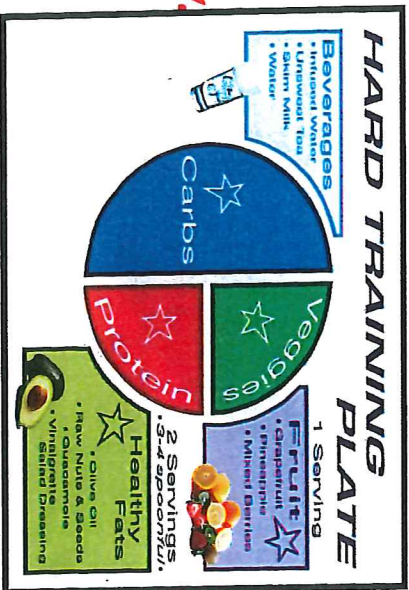 HARD TRAINING
PLATE
Beverages
• Infused Water
• Unsweet Tea
• Skim Milk
• Water
Carbs
Veggies
Protein
1 Serving
Fruit
• Grapefruit
• Pineapple
• Mixed Berries
2 Servings
• 3-4 spoonful •
Healthy
Fats
• Olive Oil
• Raw Nuts & Seeds
• Guacamole
• Vinaigrette
Salad Dressing